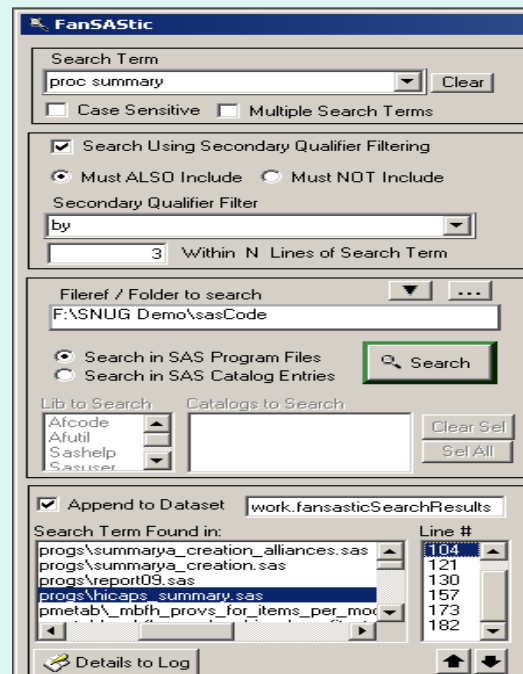 FanSAStic
Search Term
proc summary
Clear
Case Sensitive Multiple Search Terms
Search Using Secondary Qualifier Filtering
Must ALSO Include Must NOT Include
Secondary Qualifier Filter
by
3 Within N Lines of Search Term
Fileref / Folder to search
...
F:\SNUG Demo\sasCode
Search in SAS Program Files
Search in SAS Catalog Entries
Search
Lib to Search Catalogs to Search
Afcode
Afutil
Sashelp
Sasuser
Clear Sel
Sel All
Append to Dataset work.fansasticSearchResults
Search Term Found in: Line #
progs\summarya_creation_alliances.sas 104
progs\summary_creation.sas 121
progs\report09.sas 130
progs\hicaps_summary.sas 157
pmetab\_mbfh_provs_for_items_per_mod 173
182
Details to Log